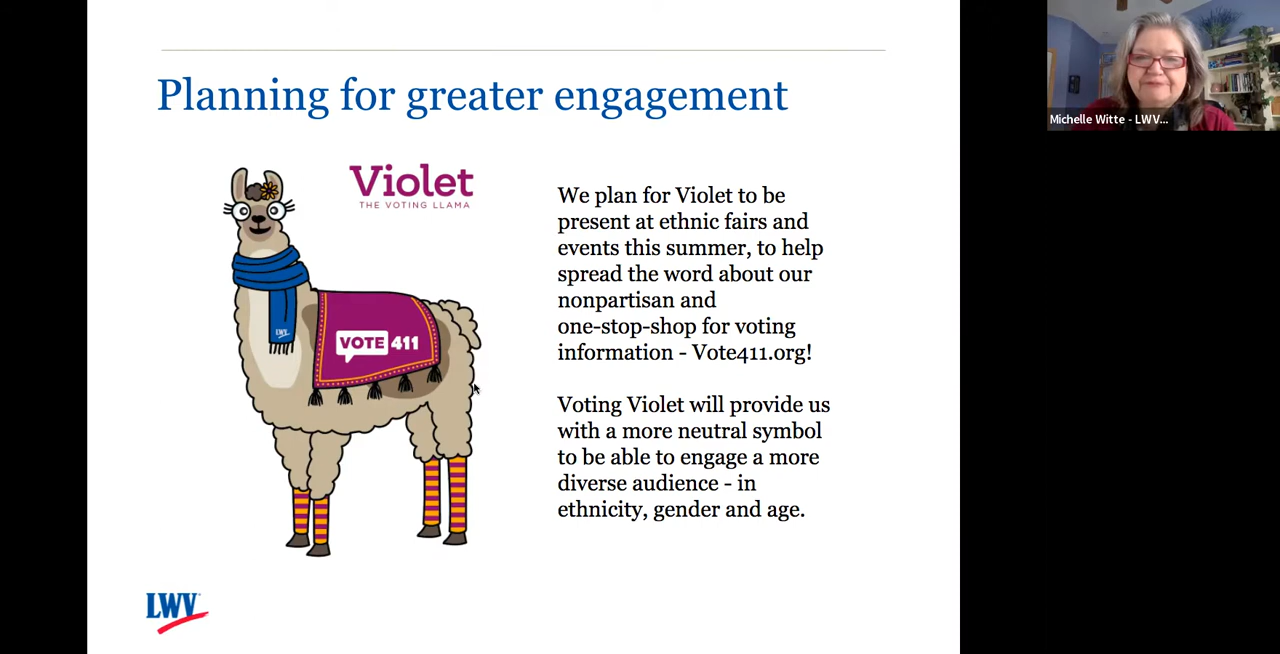 Planning for greater engagement
Michelle Witte - LWV...
Violet
THE VOTING LLAMA
We plan for Violet to be
present at ethnic fairs and
events this summer, to help
spread the word about our
nonpartisan and
one-stop-shop for voting
information - Vote411.org!
LWV
VOTE 411
Voting Violet will provide us
with a more neutral symbol
to be able to engage a more
diverse audience - in
ethnicity, gender and age.
LWV